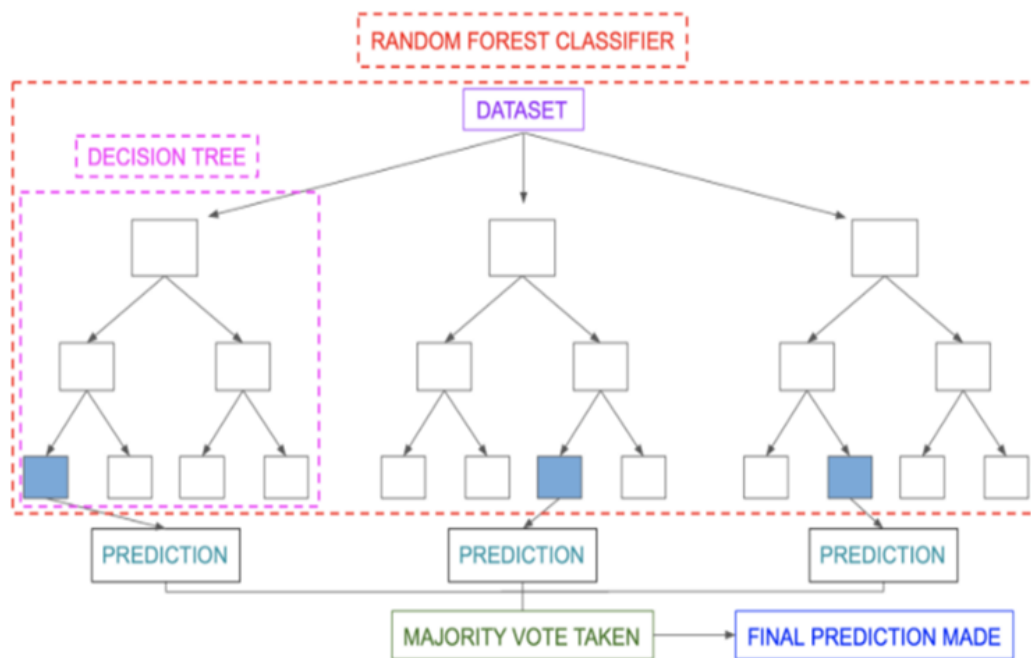 RANDOM FOREST CLASSIFIER
DATASET
DECISION TREE
PREDICTION
PREDICTION
PREDICTION
MAJORITY VOTE TAKEN
FINAL PREDICTION MADE